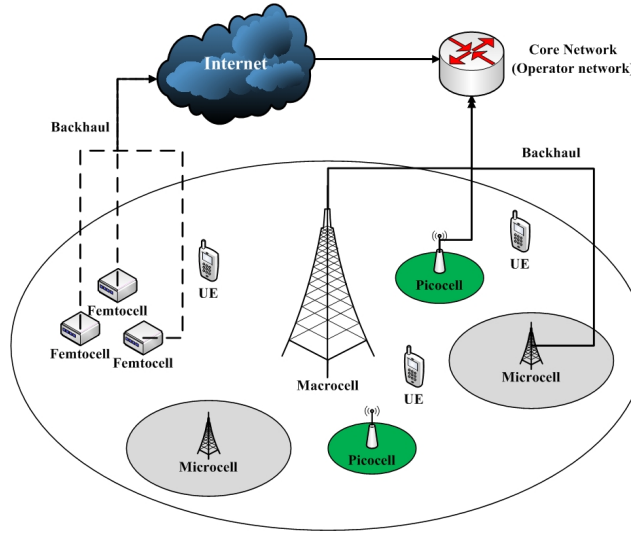 Internet
Core Network
(Operator network)
Backhaul
Backhaul
UE
UE
Picocell
Femtocell
Femtocell
Femtocell
Macrocell
UE
Microcell
Microcell
Picocell